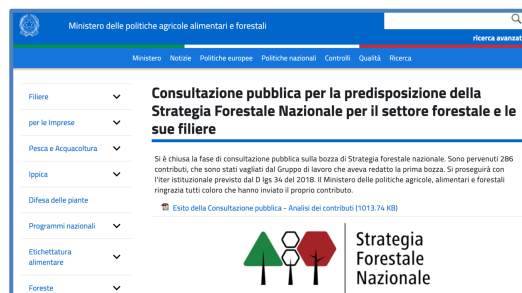 Ministero delle politiche agricole alimentari e forestali
ricerca avanzat
Ministero Notizie Politiche europee Politiche nazionali Controlli Qualità Ricerca
Filiere
per le Imprese
Pesca e Acquacoltura
Ippica
Difesa delle piante
Programmi nazionali
Etichettatura
alimentare
Foreste
Consultazione pubblica per la predisposizione della
Strategia Forestale Nazionale per il settore forestale e le
sue filiere
Si è chiusa la fase di consultazione pubblica sulla bozza di Strategia forestale nazionale. Sono pervenuti 286
contributi, che sono stati vagliati dal Gruppo di lavoro che aveva redatto la prima bozza. Si proseguirà con
l'iter istituzionale previsto dal D lgs 34 del 2018. Il Ministero delle politiche agricole, alimentari e forestali
ringrazia tutti coloro che hanno inviato il proprio contributo.
Esito della Consultazione pubblica - Analisi dei contributi (1013.74 KB)
Strategia
Forestale
Nazionale